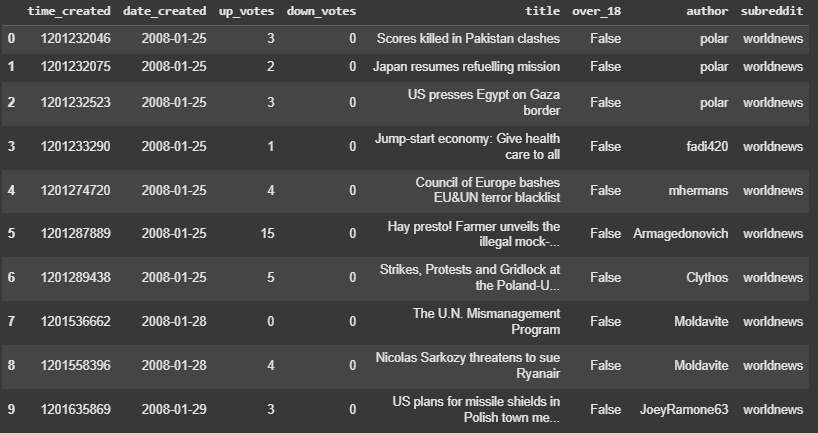 time_created date_created up_votes down_votes title over_18 author subreddit
0 1201232046 2008-01-25 3 0 Scores killed in Pakistan clashes False polar worldnews
1 1201232075 2008-01-25 2 0 Japan resumes refuelling mission False polar worldnews
2 1201232523 2008-01-25 3 0 US presses Egypt on Gaza
border False polar worldnews
3 1201233290 2008-01-25 1 0 Jump-start economy: Give health
care to all False fadi420 worldnews
4 1201274720 2008-01-25 4 0 Council of Europe bashes
EU&UN terror blacklist False mhermans worldnews
5 1201287889 2008-01-25 15 0 Hay presto! Farmer unveils the
illegal mock-... False Armagedonovich worldnews
6 1201289438 2008-01-25 5 0 Strikes, Protests and Gridlock at
the Poland-U... False Clythos worldnews
7 1201536662 2008-01-28 0 0 The U.N. Mismanagement
Program False Moldavite worldnews
8 1201558396 2008-01-28 4 0 Nicolas Sarkozy threatens to sue
Ryanair False Moldavite worldnews
9 1201635869 2008-01-29 3 0 US plans for missile shields in
Polish town me... False JoeyRamone63 worldnews